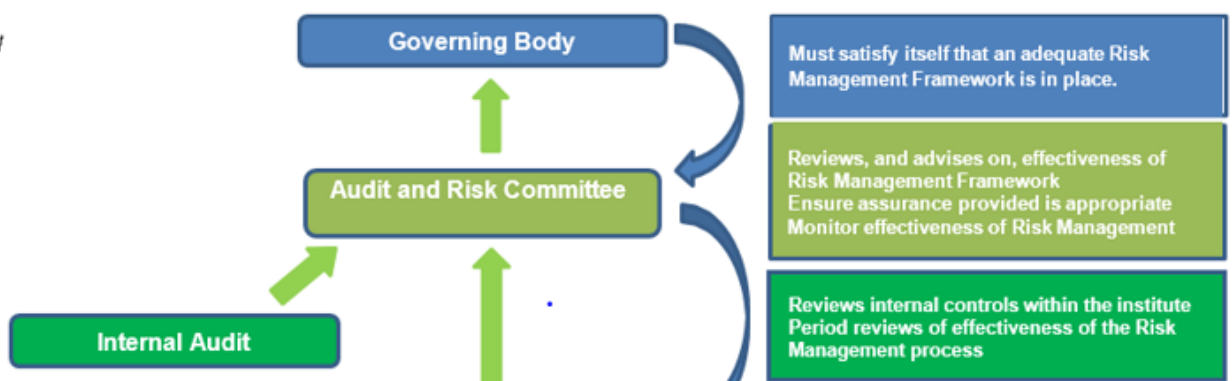 Governing Body
Must satisfy itself that an adequate Risk
Management Framework is in place.
Audit and Risk Committee
Reviews, and advises on, effectiveness of
Risk Management Framework
Ensure assurance provided is appropriate
Monitor effectiveness of Risk Management
Internal Audit
Reviews internal controls within the institute
Period reviews of effectiveness of the Risk
Management process